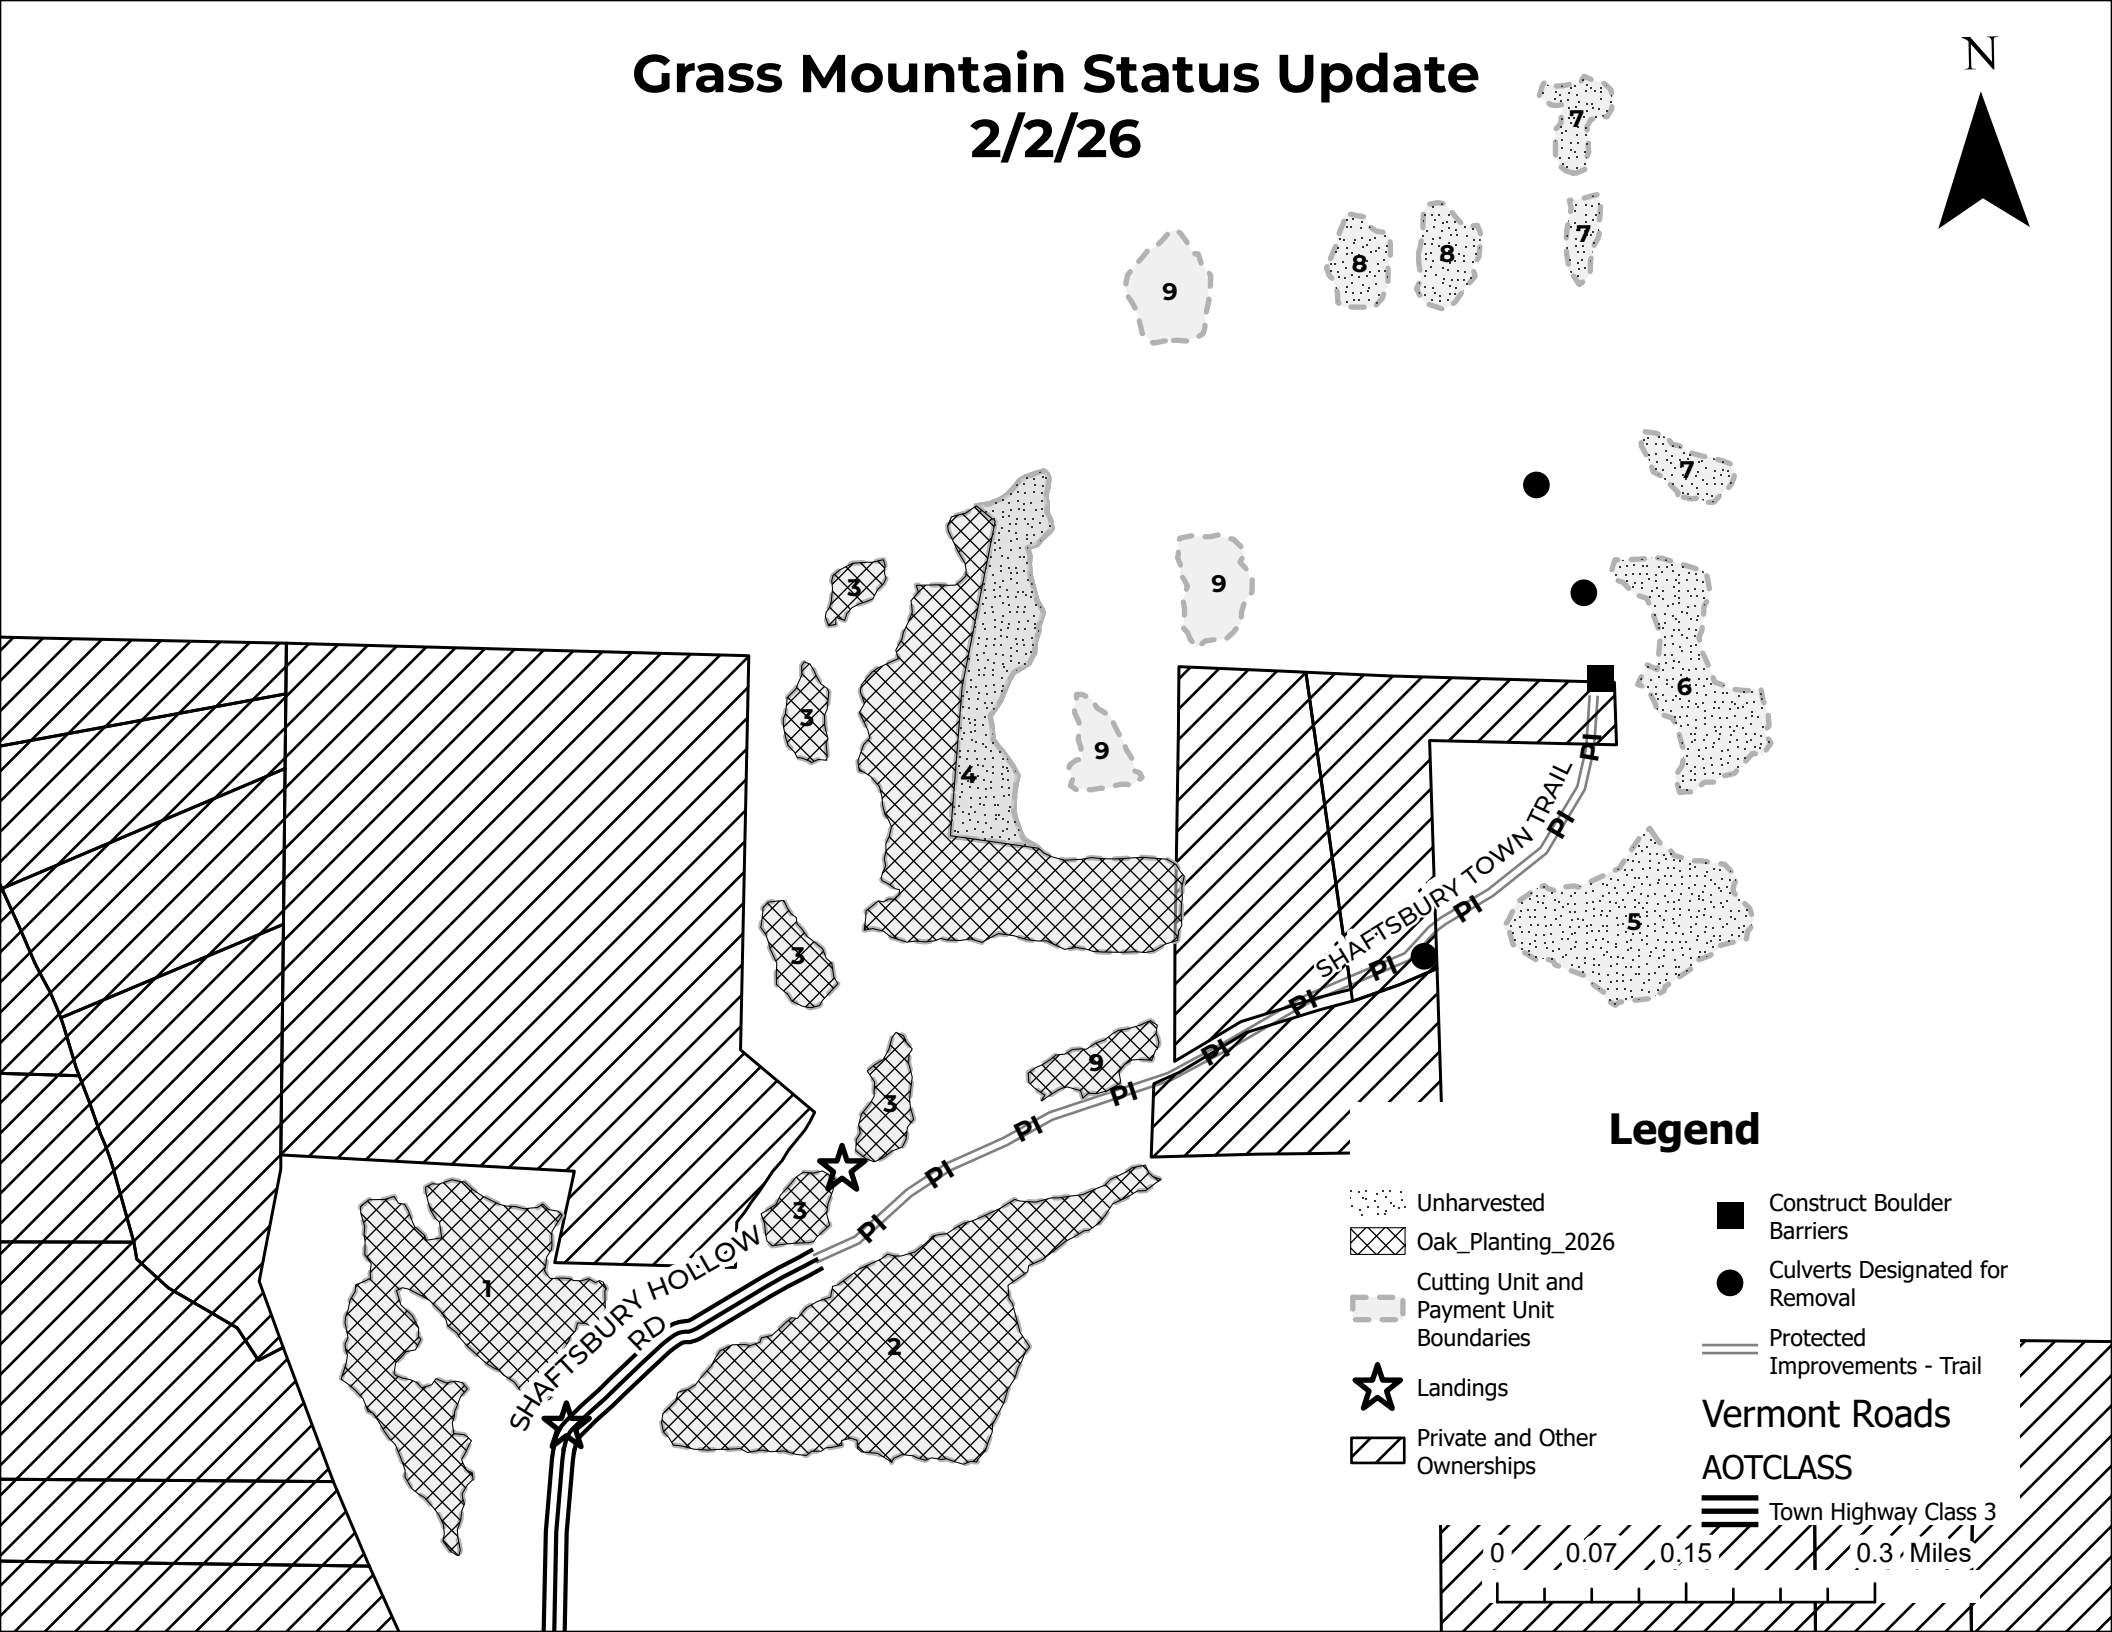 Grass Mountain Status Update
2/2/26
N
7
7
8
8
9
7
9
3
6
3
4
9
PI
PI
SHAFTSBURY TOWN TRAIL
PI
5
3
PI
PI
PI
9
PI
3
PI
PI
3
PI
1
SHAFTSBURY HOLLOW
RD
2
Legend
Unharvested
Oak_Planting_2026
Cutting Unit and
Payment Unit
Boundaries
Landings
Private and Other
Ownerships
Construct Boulder
Barriers
Culverts Designated for
Removal
Protected
Improvements - Trail
Vermont Roads
AOTCLASS
Town Highway Class 3
0 0.07 0.15 0.3 Miles